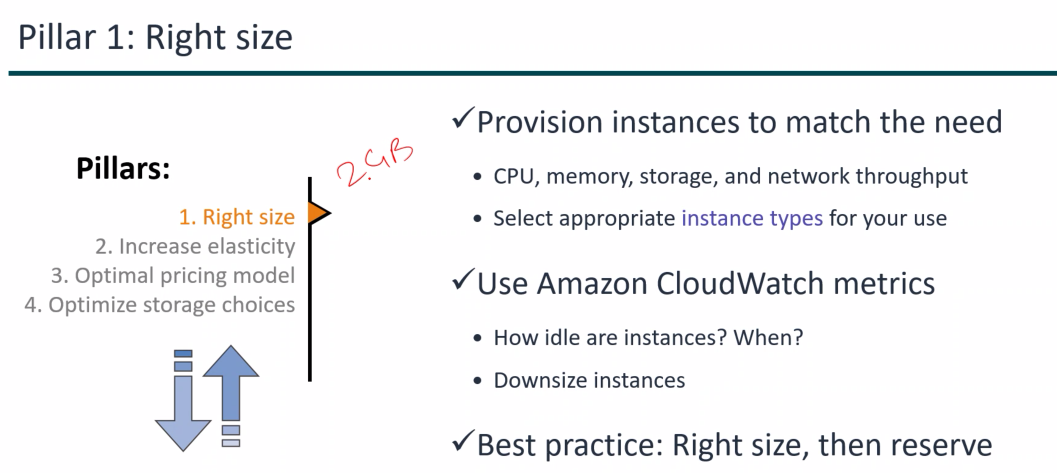 Pillar 1: Right size
Pillars:
1. Right size
2. Increase elasticity
3. Optimal pricing model
4. Optimize storage choices
2.GB
✓Provision instances to match the need
• CPU, memory, storage, and network throughput
• Select appropriate instance types for your use
✓Use Amazon CloudWatch metrics
• How idle are instances? When?
• Downsize instances
✓Best practice: Right size, then reserve